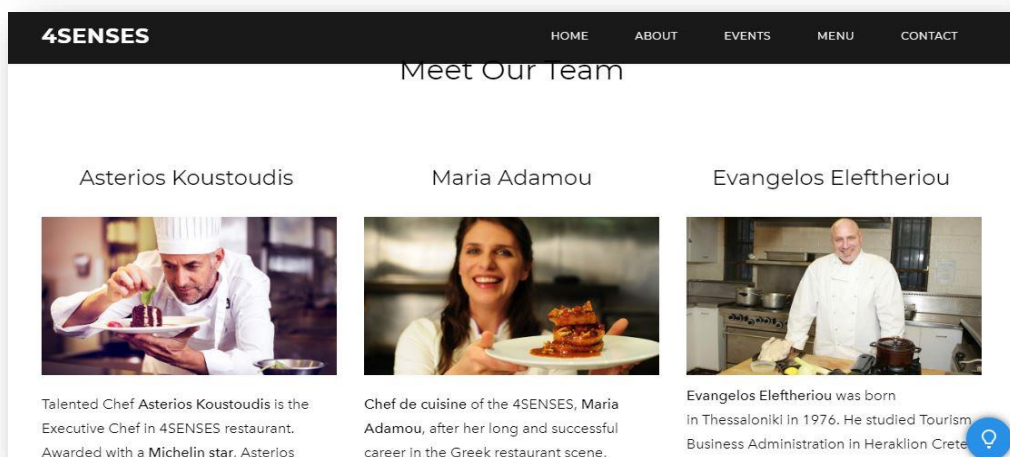 4SENSES HOME ABOUT EVENTS MENU CONTACT
Meet Our Team
Asterios Koustoudis
Talented Chef Asterios Koustoudis is the
Executive Chef in 4SENSES restaurant.
Awarded with a Michelin star, Asterios
Maria Adamou
Chef de cuisine of the 4SENSES, Maria
Adamou, after her long and successful
career in the Greek restaurant scene,
Evangelos Eleftheriou
Evangelos Eleftheriou was born
in Thessaloniki in 1976. He studied Tourism
Business Administration in Heraklion Crete